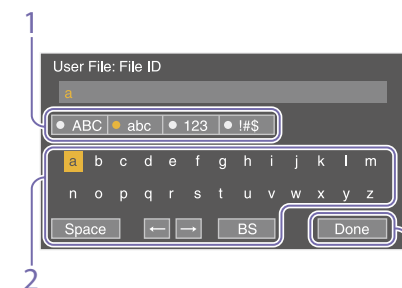 1
User File: File ID
a
ABC abc 123 !#$
a b c d e f g h i j k l m
n o p q r s t u v w x y z
Space ← → BS Done
2